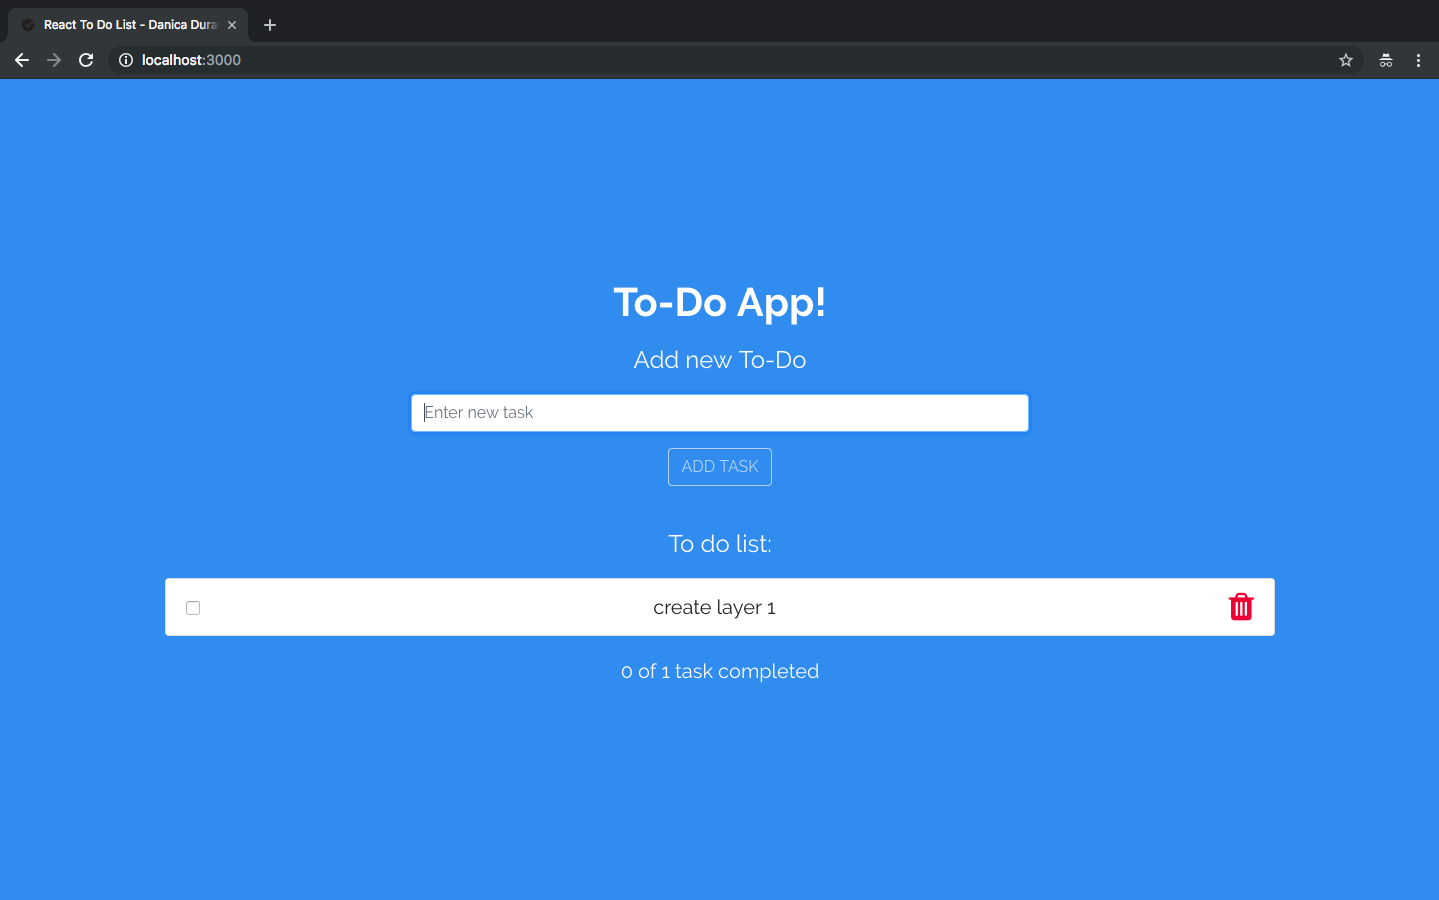 React To Do List - Danica Dura
localhost:3000
To-Do App!
Add new To-Do
Enter new task
ADD TASK
To do list:
create layer 1
0 of 1 task completed